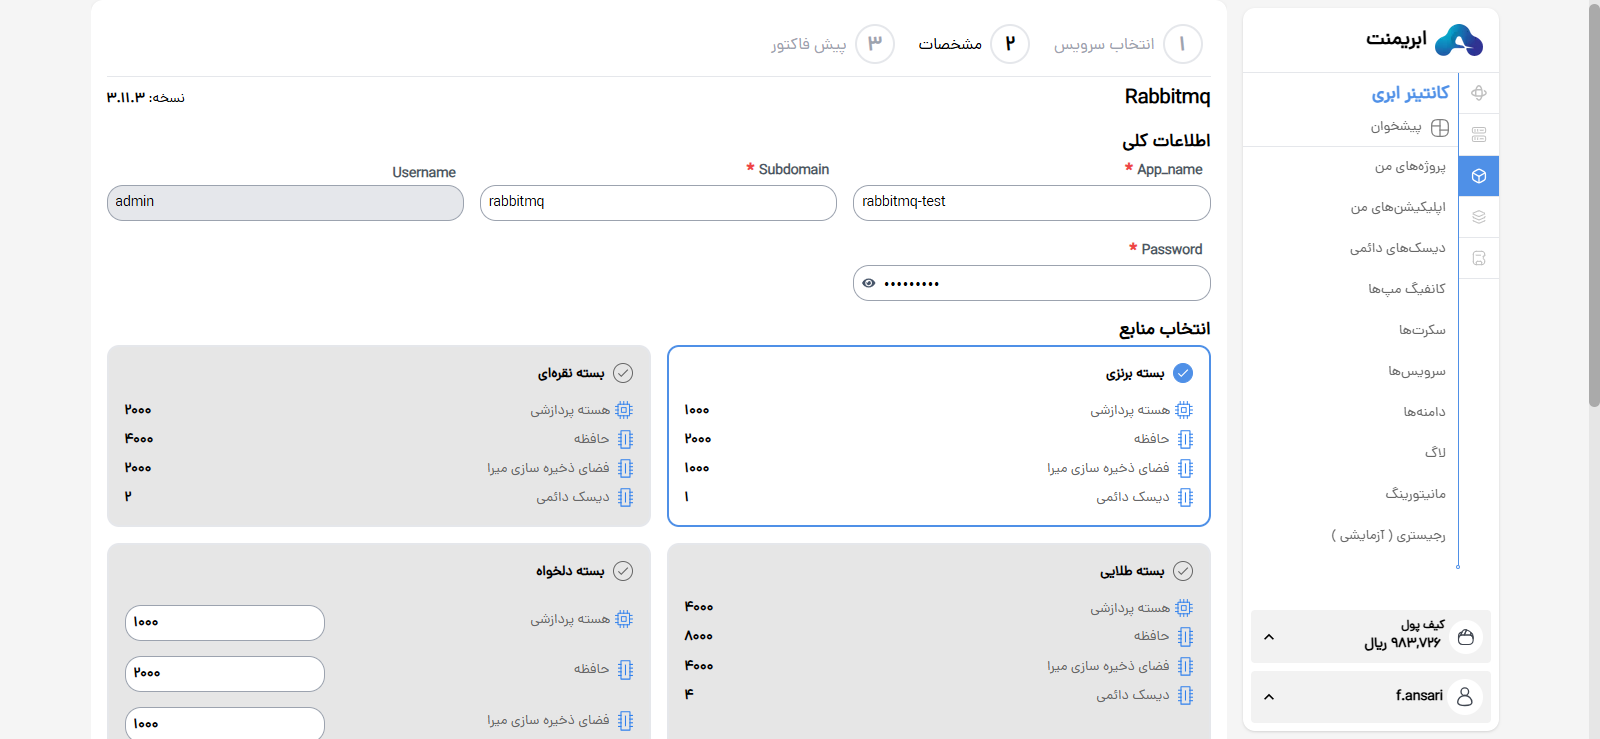 ابریمنت
کانتینر ابری
پیشخوان
پروژه‌های من
اپلیکیشن‌های من
دیسک‌های دائمی
کانفیگ مپ‌ها
سکرت‌ها
سرویس‌ها
دامنه‌ها
لاگ
مانیتورینگ
رجیستری ( آزمایشی )
کیف پول
۹۸۳,۷۲۶ ریال
f.ansari
۱ انتخاب سرویس ۲ مشخصات ۳ پیش فاکتور
Rabbitmq
نسخه: ۳.۱۱.۳
اطلاعات کلی
App_name *
rabbitmq-test
Subdomain *
rabbitmq
Username
admin
Password *
•••••••••
انتخاب منابع
بسته برنزی
هسته پردازشی ۱۰۰۰
حافظه ۲۰۰۰
فضای ذخیره سازی میرا ۱۰۰۰
دیسک دائمی ۱
بسته نقره‌ای
هسته پردازشی ۲۰۰۰
حافظه ۴۰۰۰
فضای ذخیره سازی میرا ۲۰۰۰
دیسک دائمی ۲
بسته طلایی
هسته پردازشی ۴۰۰۰
حافظه ۸۰۰۰
فضای ذخیره سازی میرا ۴۰۰۰
دیسک دائمی ۴
بسته دلخواه
هسته پردازشی ۱۰۰۰
حافظه ۲۰۰۰
فضای ذخیره سازی میرا ۱۰۰۰